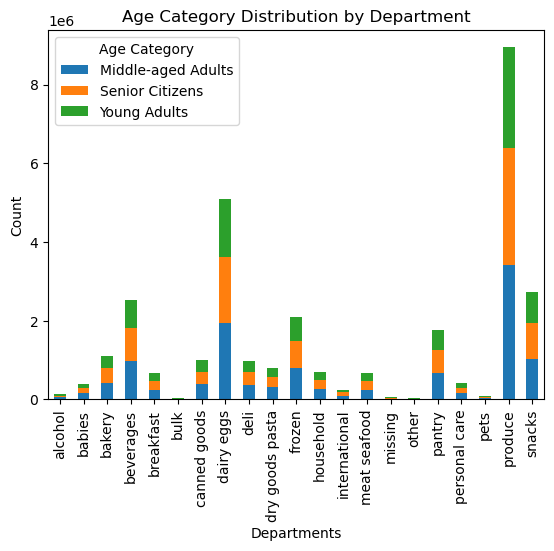 Age Category Distribution by Department
1e6
Age Category
Middle-aged Adults
Senior Citizens
Young Adults
8
6
4
2
0
Count
alcohol
babies
bakery
beverages
breakfast
bulk
canned goods
dairy eggs
deli
dry goods pasta
frozen
household
international
meat seafood
missing
other
pantry
personal care
pets
produce
snacks
Departments